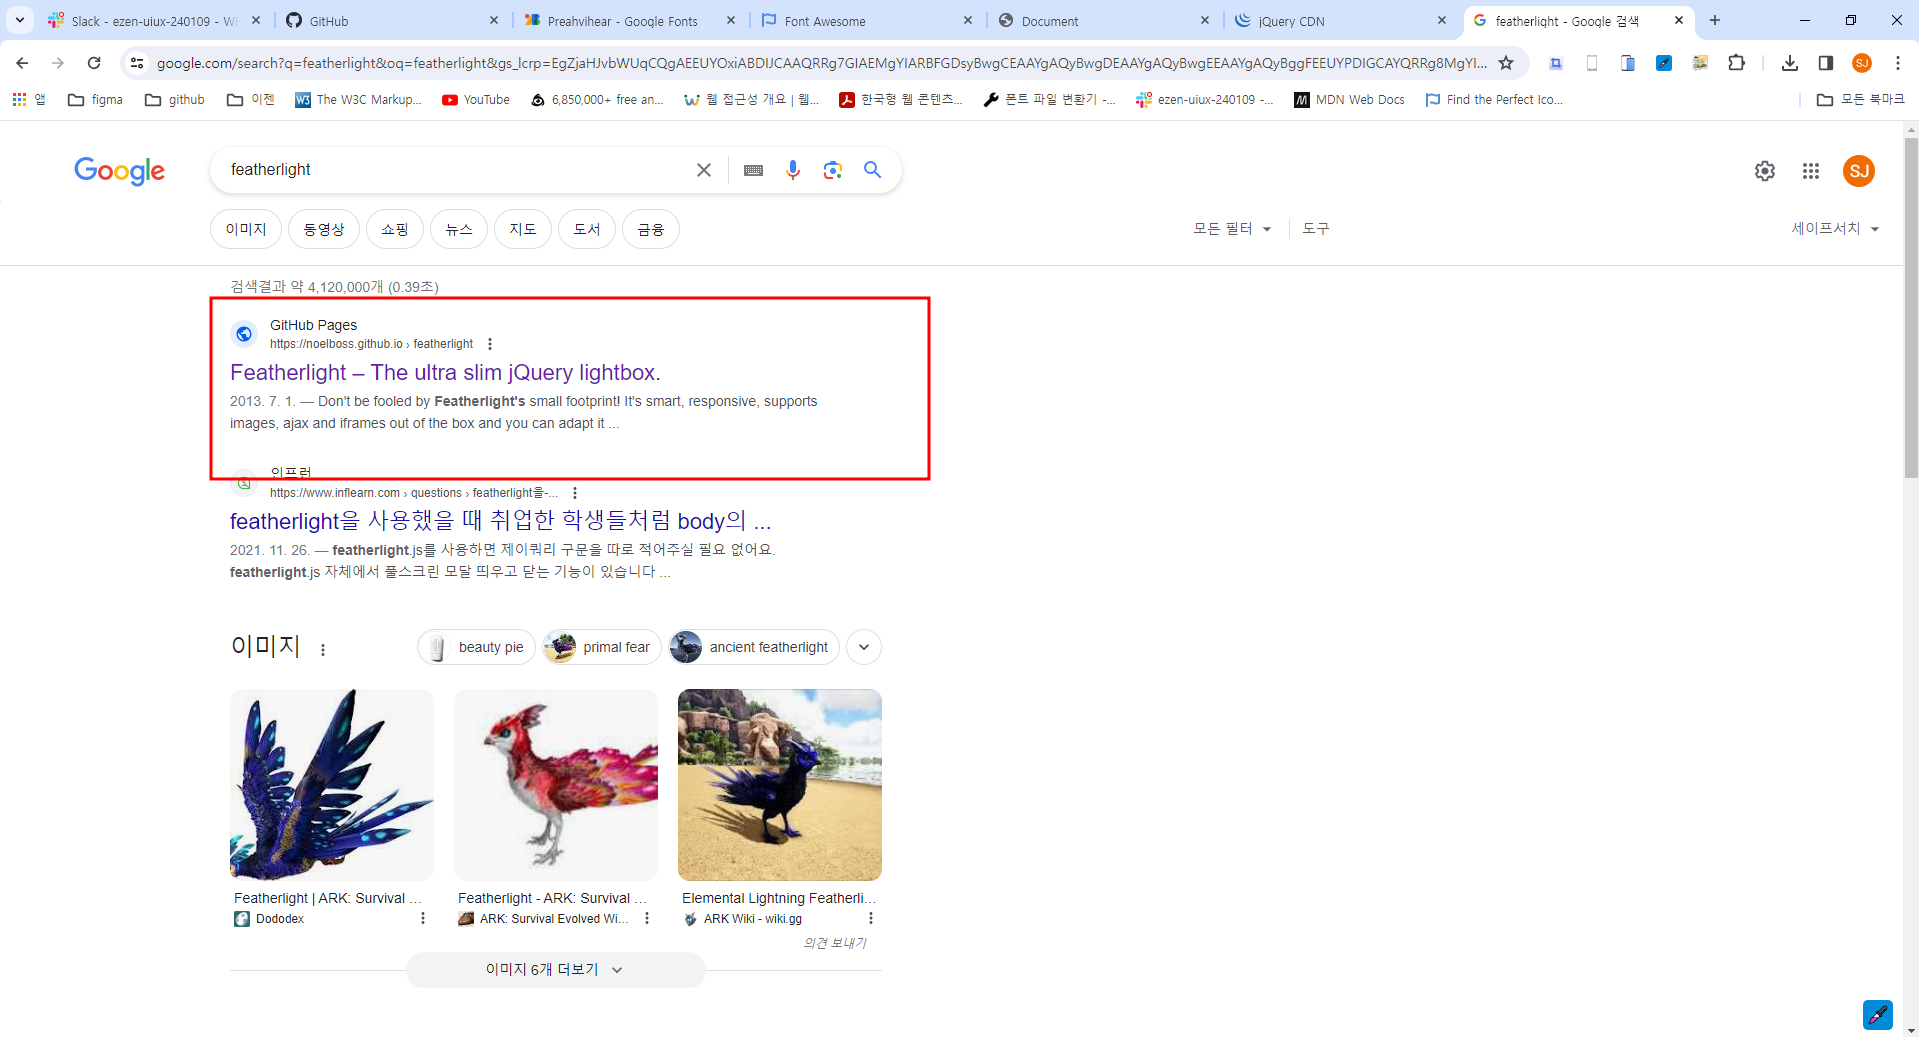 Slack - ezen-uiux-240109 - WE
GitHub
Preahvihear - Google Fonts
Font Awesome
Document
jQuery CDN
featherlight - Google 검색
google.com/search?q=featherlight&oq=featherlight&gs_lcrp=EgZjaHJvbWUqCQgAEEUYOxiABDIJCAAQRRg7GIAEMgYIARBFGDsyBwgCEAAYgAQyBwgDEAAYgAQyBwgEEAAYgAQyBggFEEUYPDIGCAYQRRg8MgYI...
SJ
앱
figma
github
이젠
The W3C Markup...
YouTube
6,850,000+ free an...
웹 접근성 개요 | 웹...
한국형 웹 콘텐츠...
폰트 파일 변환기 -...
ezen-uiux-240109 -...
MDN Web Docs
Find the Perfect Ico...
모든 북마크
Google
featherlight
SJ
이미지
동영상
쇼핑
뉴스
지도
도서
금융
모든 필터
도구
세이프서치
검색결과 약 4,120,000개 (0.39초)
GitHub Pages
https://noelboss.github.io › featherlight
Featherlight – The ultra slim jQuery lightbox.
2013. 7. 1. — Don't be fooled by Featherlight's small footprint! It's smart, responsive, supports
images, ajax and iframes out of the box and you can adapt it ...
인프런
https://www.inflearn.com › questions › featherlight을-...
featherlight을 사용했을 때 취업한 학생들처럼 body의 ...
2021. 11. 26. — featherlight.js를 사용하면 제이쿼리 구문을 따로 적어주실 필요 없어요.
featherlight.js 자체에서 풀스크린 모달 띄우고 닫는 기능이 있습니다 ...
이미지
beauty pie
primal fear
ancient featherlight
Featherlight | ARK: Survival ...
Dododex
Featherlight - ARK: Survival ...
ARK: Survival Evolved Wi...
Elemental Lightning Featherli...
ARK Wiki - wiki.gg
의견 보내기
이미지 6개 더보기